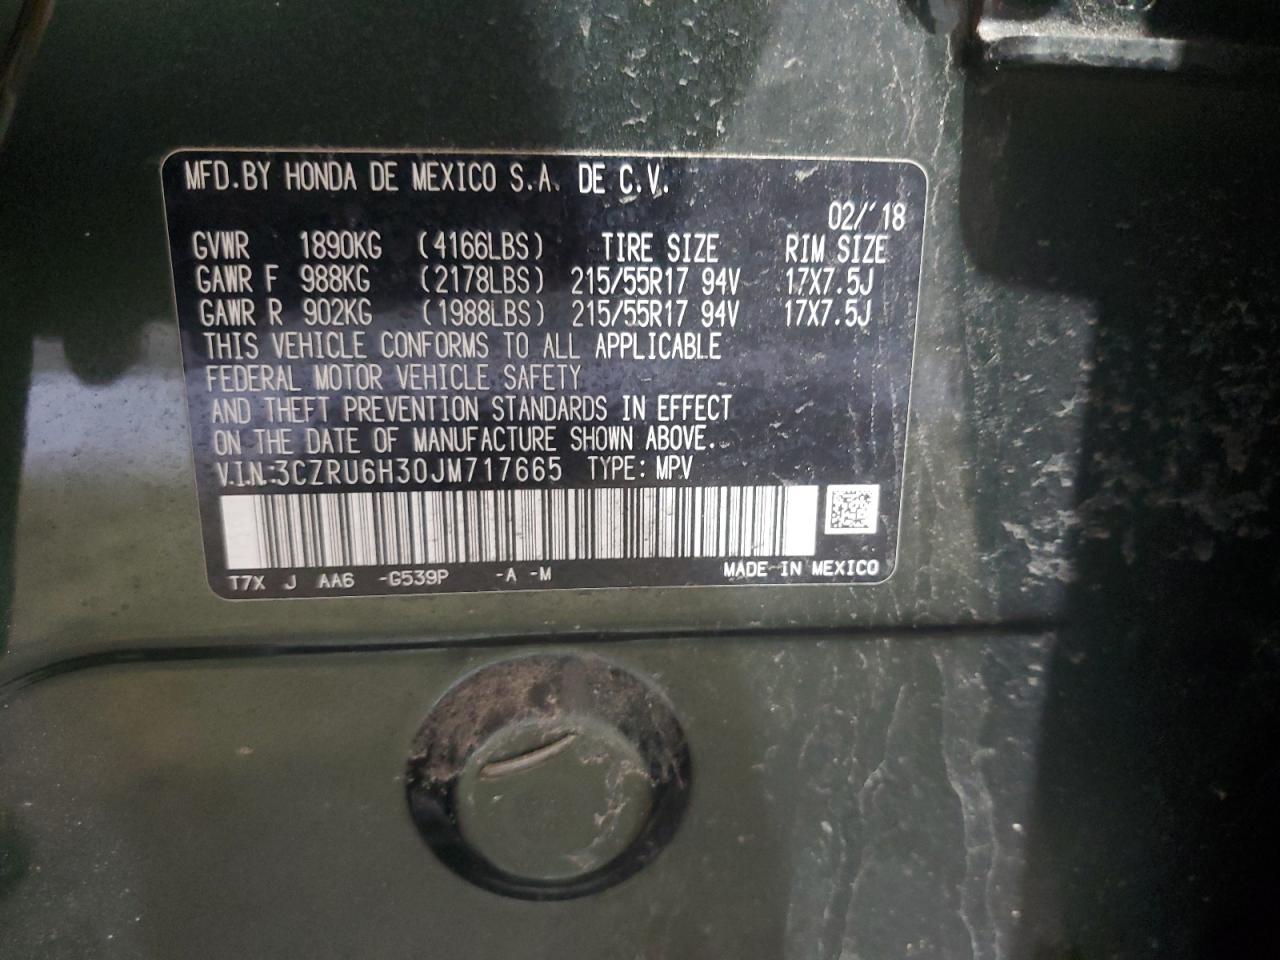 MFD.BY HONDA DE MEXICO S.A. DE C.V.
02/'18
GVWR 1890KG (4166LBS) TIRE SIZE RIM SIZE
GAWR F 988KG (2178LBS) 215/55R17 94V 17X7.5J
GAWR R 902KG (1988LBS) 215/55R17 94V 17X7.5J
THIS VEHICLE CONFORMS TO ALL APPLICABLE
FEDERAL MOTOR VEHICLE SAFETY
AND THEFT PREVENTION STANDARDS IN EFFECT
ON THE DATE OF MANUFACTURE SHOWN ABOVE.
V.I.N.:3CZRU6H30JM717665 TYPE: MPV
T7X J AA6 -G539P -A -M MADE IN MEXICO